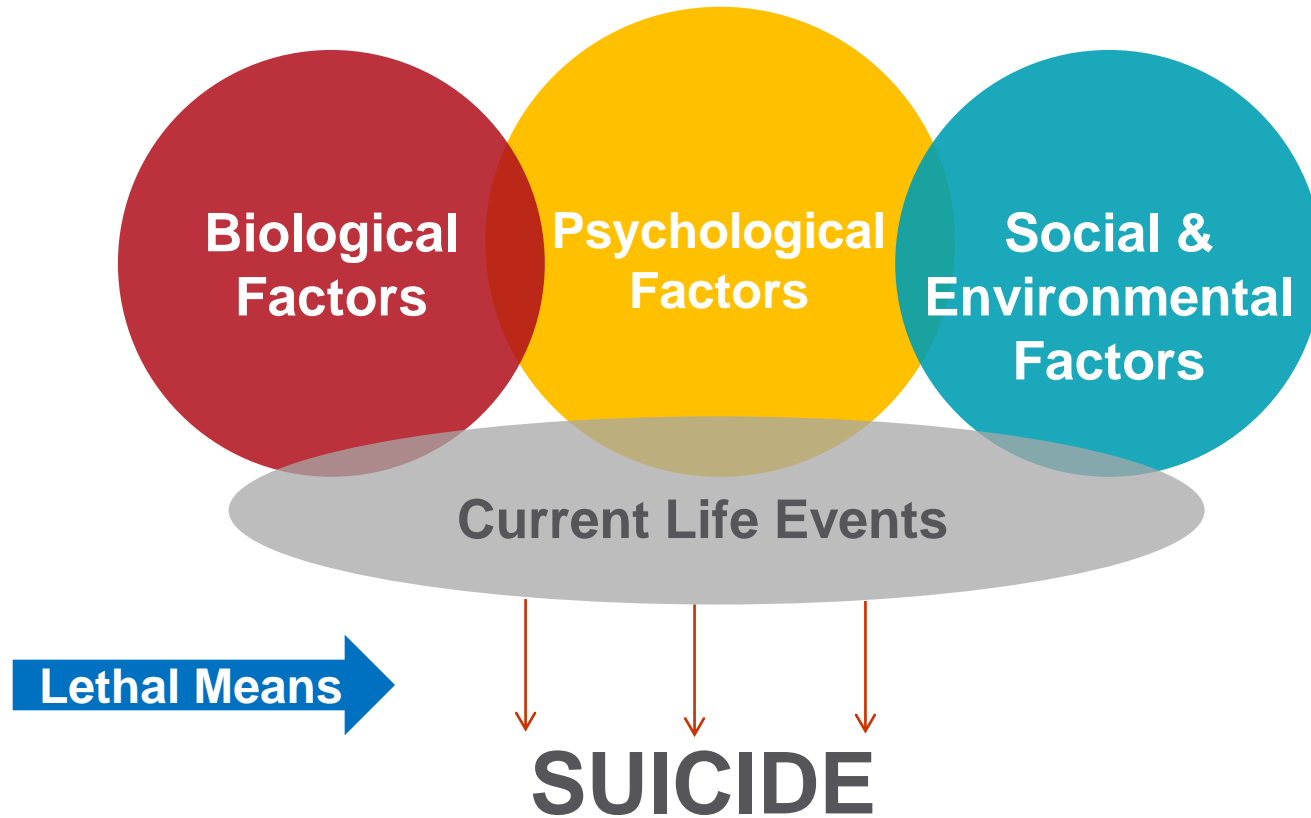 Biological
Factors
Psychological
Factors
Social &
Environmental
Factors
Current Life Events
Lethal Means
SUICIDE